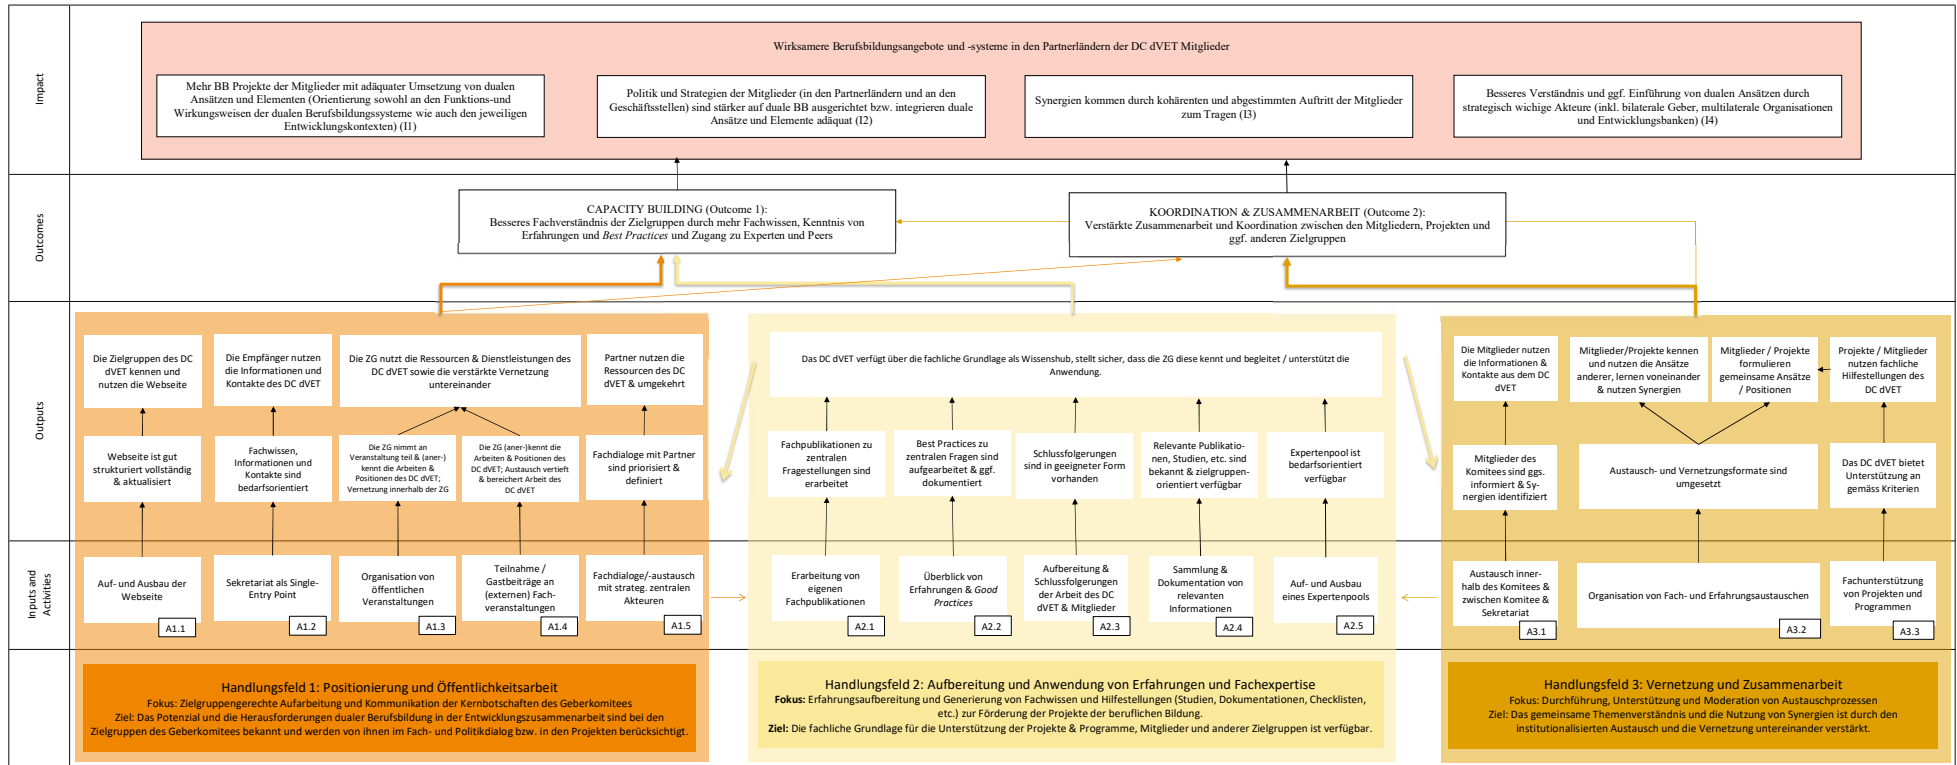 Impact
Wirksamere Berufsbildungsangebote und -systeme in den Partnerländern der DC dVET Mitglieder
Mehr BB Projekte der Mitglieder mit adäquater Umsetzung von dualen
Ansätzen und Elementen (Orientierung sowohl an den Funktions-und
Wirkungsweisen der dualen Berufsbildungssysteme wie auch den jeweiligen
Entwicklungskontexten) (I1)
Politik und Strategien der Mitglieder (in den Partnerländern und an den
Geschäftsstellen) sind stärker auf duale BB ausgerichtet bzw. integrieren duale
Ansätze und Elemente adäquat (I2)
Synergien kommen durch kohärenten und abgestimmten Auftritt der Mitglieder
zum Tragen (I3)
Besseres Verständnis und ggf. Einführung von dualen Ansätzen durch
strategisch wichige Akteure (inkl. bilaterale Geber, multilaterale Organisationen
und Entwicklungsbanken) (I4)
Outcomes
CAPACITY BUILDING (Outcome 1):
Besseres Fachverständnis der Zielgruppen durch mehr Fachwissen, Kenntnis von
Erfahrungen und Best Practices und Zugang zu Experten und Peers
KOORDINATION & ZUSAMMENARBEIT (Outcome 2):
Verstärkte Zusammenarbeit und Koordination zwischen den Mitgliedern, Projekten und
ggf. anderen Zielgruppen
Outputs
Die Zielgruppen des DC
dVET kennen und
nutzen die Webseite
Die Empfänger nutzen
die Informationen und
Kontakte des DC dVET
Die ZG nutzt die Ressourcen & Dienstleistungen des
DC dVET sowie die verstärkte Vernetzung
untereinander
Partner nutzen die
Ressourcen des DC
dVET & umgekehrt
Das DC dVET verfügt über die fachliche Grundlage als Wissenshub, stellt sicher, dass die ZG diese kennt und begleitet / unterstützt die
Anwendung.
Die Mitglieder nutzen
die Informationen &
Kontakte aus dem DC
dVET
Mitglieder/Projekte kennen
und nutzen die Ansätze
anderer, lernen voneinander
& nutzen Synergien
Mitglieder / Projekte
formulieren
gemeinsame Ansätze
/ Positionen
Projekte / Mitglieder
nutzen fachliche
Hilfestellungen des
DC dVET
Webseite ist gut
strukturiert vollständig
& aktualisiert
Fachwissen,
Informationen und
Kontakte sind
bedarfsorientiert
Die ZG nimmt an
Veranstaltung teil & (aner-)
kennt die Arbeiten &
Positionen des DC dVET;
Vernetzung innerhalb der ZG
Die ZG (aner-)kennt die
Arbeiten & Positionen des
DC dVET; Austausch vertieft
& bereichert Arbeit des
DC dVET
Fachdialoge mit Partner
sind priorisiert &
definiert
Fachpublikationen zu
zentralen
Fragestellungen sind
erarbeitet
Best Practices zu
zentralen Fragen sind
aufgearbeitet & ggf.
dokumentiert
Schlussfolgerungen
sind in geeigneter Form
vorhanden
Relevante Publikatio-
nen, Studien, etc. sind
bekannt & zielgruppen-
orientiert verfügbar
Expertenpool ist
bedarfsorientiert
verfügbar
Mitglieder des
Komitees sind ggs.
informiert & Sy-
nergien identifiziert
Austausch- und Vernetzungsformate sind
umgesetzt
Das DC dVET bietet
Unterstützung an
gemäss Kriterien
Inputs and
Activities
Auf- und Ausbau der
Webseite
A1.1
Sekretariat als Single-
Entry Point
A1.2
Organisation von
öffentlichen
Veranstaltungen
A1.3
Teilnahme /
Gastbeiträge an
(externen) Fach-
veranstaltungen
A1.4
Fachdialoge/-austausch
mit strateg. zentralen
Akteuren
A1.5
Erarbeitung von
eigenen
Fachpublikationen
A2.1
Überblick von
Erfahrungen & Good
Practices
A2.2
Aufbereitung &
Schlussfolgerungen
der Arbeit des DC
dVET & Mitglieder
A2.3
Sammlung &
Dokumentation von
relevanten
Informationen
A2.4
Auf- und Ausbau
eines Expertenpools
A2.5
Austausch inner-
halb des Komitees &
zwischen Komitee &
Sekretariat
A3.1
Organisation von Fach- und Erfahrungsaustauschen
A3.2
Fachunterstützung
von Projekten und
Programmen
A3.3
Handlungsfeld 1: Positionierung und Öffentlichkeitsarbeit
Fokus: Zielgruppengerechte Aufarbeitung und Kommunikation der Kernbotschaften des Geberkomitees
Ziel: Das Potenzial und die Herausforderungen dualer Berufsbildung in der Entwicklungszusammenarbeit sind bei den
Zielgruppen des Geberkomitees bekannt und werden von ihnen im Fach- und Politikdialog bzw. in den Projekten berücksichtigt.
Handlungsfeld 2: Aufbereitung und Anwendung von Erfahrungen und Fachexpertise
Fokus: Erfahrungsaufbereitung und Generierung von Fachwissen und Hilfestellungen (Studien, Dokumentationen, Checklisten,
etc.) zur Förderung der Projekte der beruflichen Bildung.
Ziel: Die fachliche Grundlage für die Unterstützung der Projekte & Programme, Mitglieder und anderer Zielgruppen ist verfügbar.
Handlungsfeld 3: Vernetzung und Zusammenarbeit
Fokus: Durchführung, Unterstützung und Moderation von Austauschprozessen
Ziel: Das gemeinsame Themenverständnis und die Nutzung von Synergien ist durch den
institutionalisierten Austausch und die Vernetzung untereinander verstärkt.